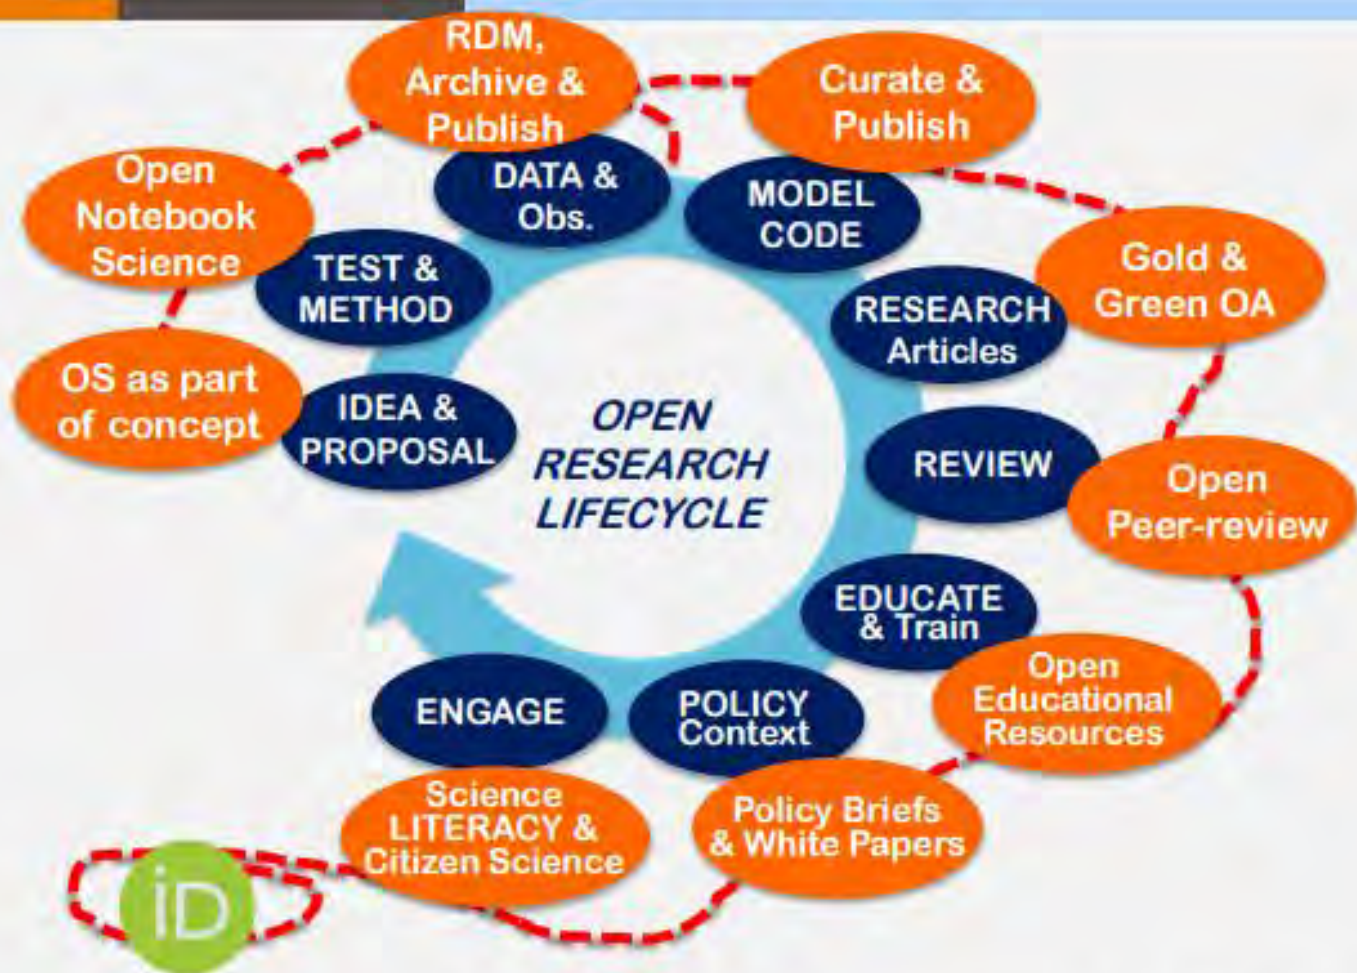 RDM,
Archive &
Publish
Curate &
Publish
Open
Notebook
Science
DATA &
Obs.
MODEL
CODE
Gold &
Green OA
TEST &
METHOD
RESEARCH
Articles
OS as part
of concept
IDEA &
PROPOSAL
OPEN
RESEARCH
LIFECYCLE
REVIEW
Open
Peer-review
EDUCATE
& Train
Open
Educational
Resources
ENGAGE
POLICY
Context
Science
LITERACY &
Citizen Science
Policy Briefs
& White Papers
iD